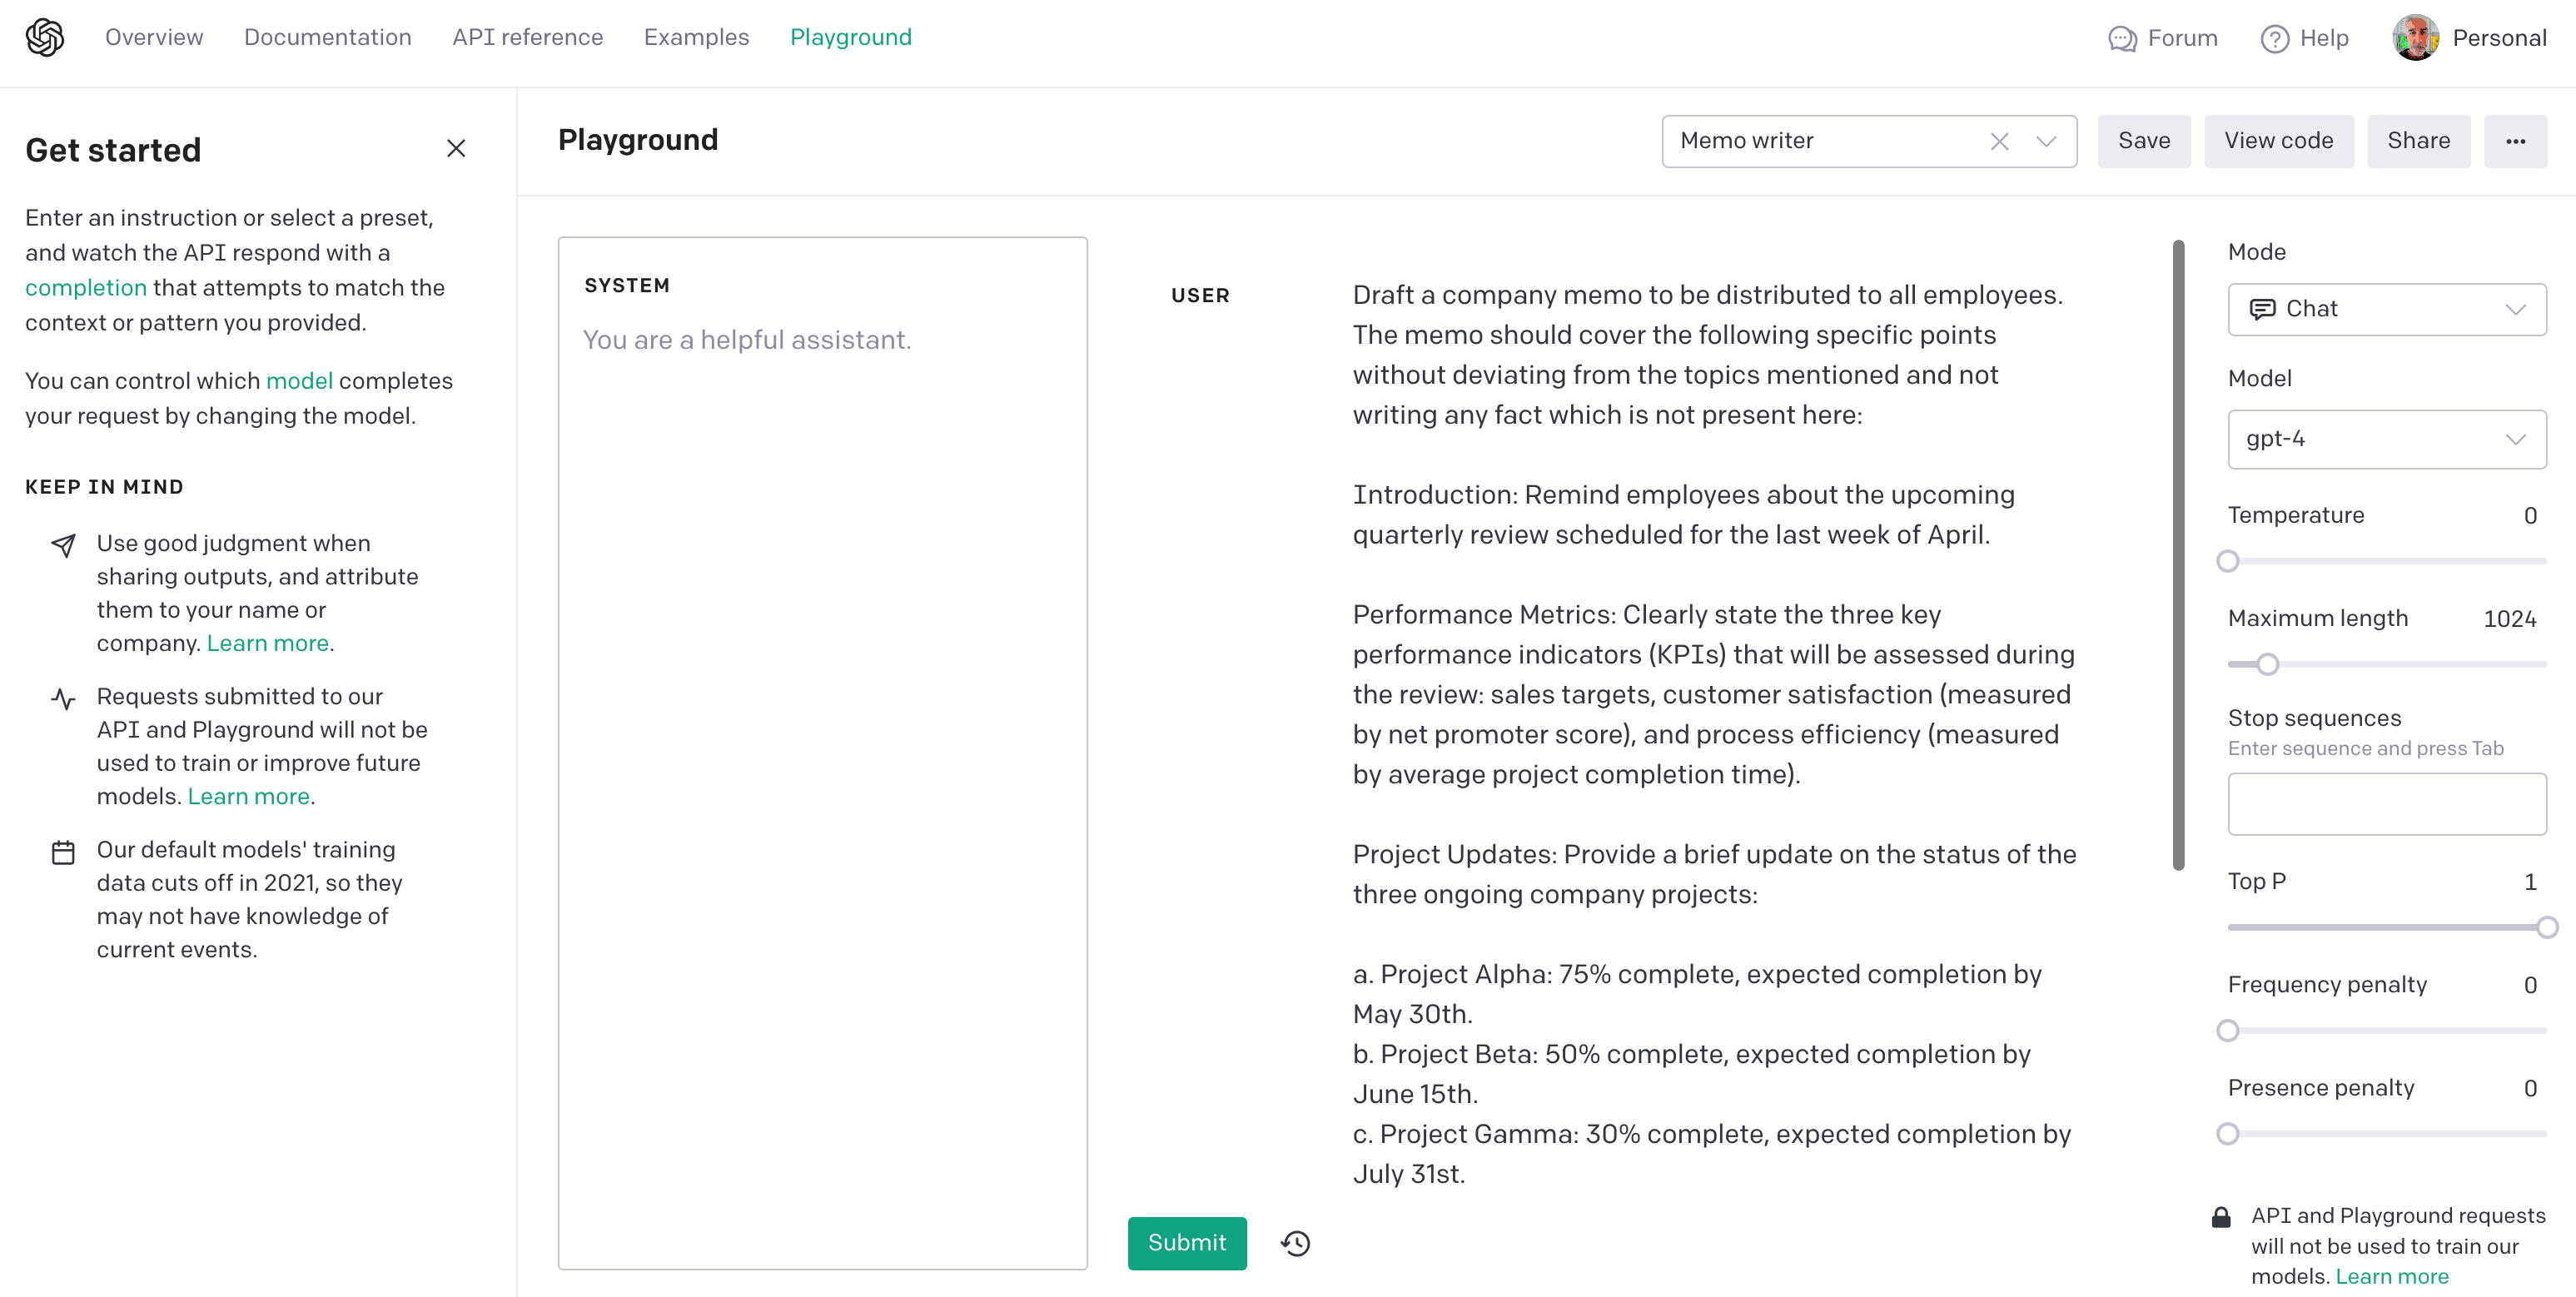 Overview Documentation API reference Examples Playground Forum Help Personal
Get started
Enter an instruction or select a preset,
and watch the API respond with a
completion that attempts to match the
context or pattern you provided.
You can control which model completes
your request by changing the model.
KEEP IN MIND
Use good judgment when
sharing outputs, and attribute
them to your name or
company. Learn more.
Requests submitted to our
API and Playground will not be
used to train or improve future
models. Learn more.
Our default models' training
data cuts off in 2021, so they
may not have knowledge of
current events.
Playground
Memo writer
Save
View code
Share
...
SYSTEM
You are a helpful assistant.
USER
Draft a company memo to be distributed to all employees.
The memo should cover the following specific points
without deviating from the topics mentioned and not
writing any fact which is not present here:
Introduction: Remind employees about the upcoming
quarterly review scheduled for the last week of April.
Performance Metrics: Clearly state the three key
performance indicators (KPIs) that will be assessed during
the review: sales targets, customer satisfaction (measured
by net promoter score), and process efficiency (measured
by average project completion time).
Project Updates: Provide a brief update on the status of the
three ongoing company projects:
a. Project Alpha: 75% complete, expected completion by
May 30th.
b. Project Beta: 50% complete, expected completion by
June 15th.
c. Project Gamma: 30% complete, expected completion by
July 31st.
Submit
Mode
Chat
Model
gpt-4
Temperature 0
Maximum length 1024
Stop sequences
Enter sequence and press Tab
Top P 1
Frequency penalty 0
Presence penalty 0
API and Playground requests
will not be used to train our
models. Learn more